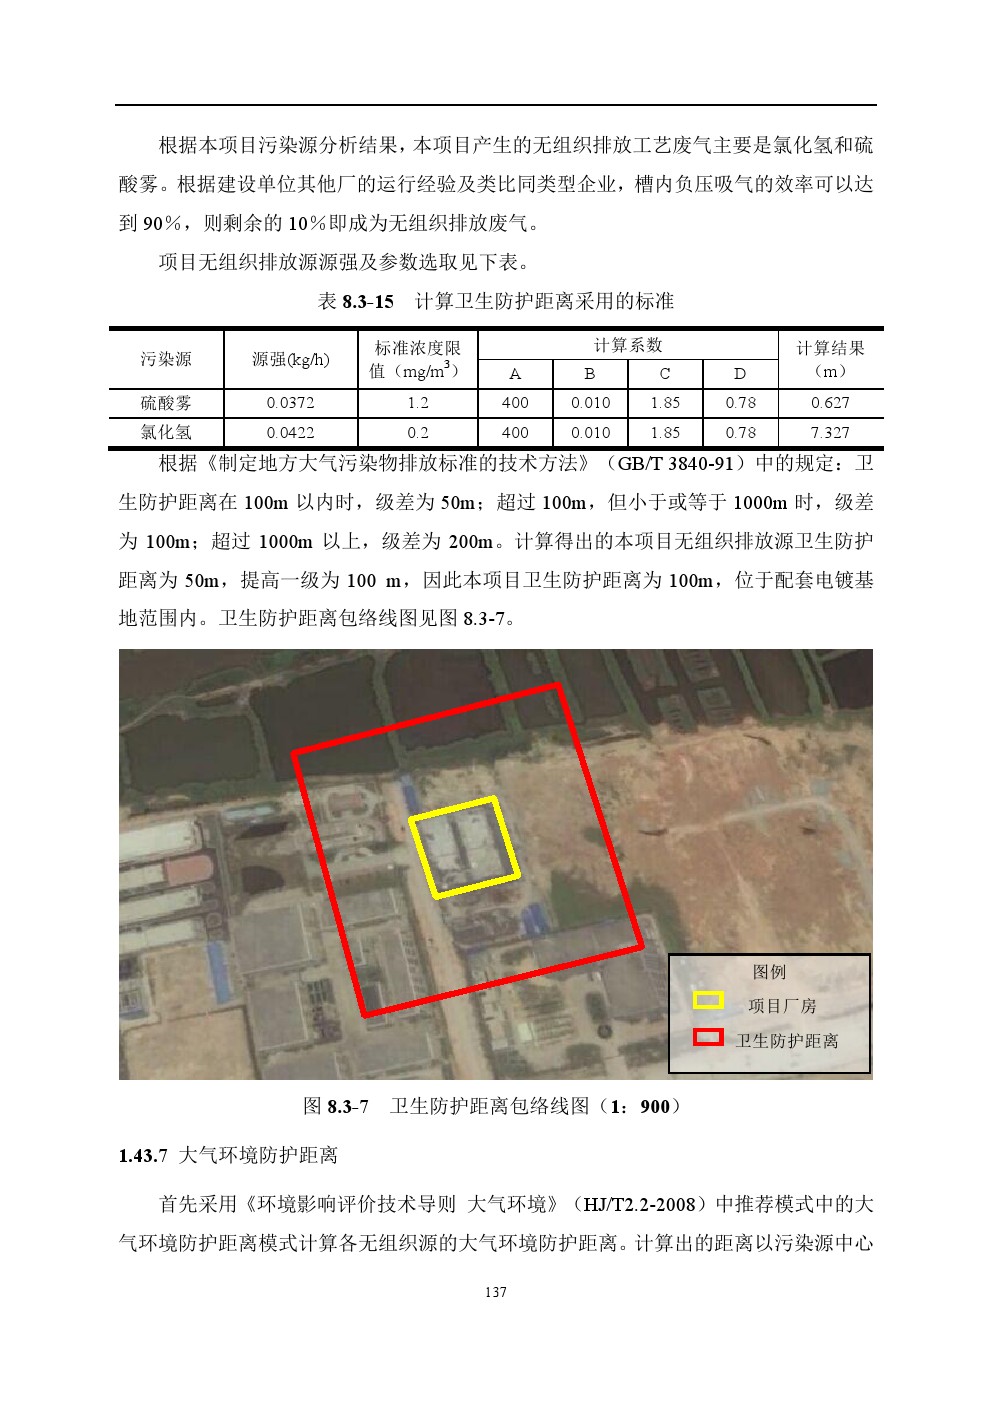 根据本项目污染源分析结果，本项目产生的无组织排放工艺废气主要是氯化氢和硫
酸雾。根据建设单位其他厂的运行经验及类比同类型企业，槽内负压吸气的效率可以达
到 90%，则剩余的 10%即成为无组织排放废气。
项目无组织排放源源强及参数选取见下表。
表 8.3-15 计算卫生防护距离采用的标准
污染源 源强(kg/h) 标准浓度限值（mg/m³） 计算系数 计算结果（m）
A B C D
硫酸雾 0.0372 1.2 400 0.010 1.85 0.78 0.627
氯化氢 0.0422 0.2 400 0.010 1.85 0.78 7.327
根据《制定地方大气污染物排放标准的技术方法》（GB/T 3840-91）中的规定：卫
生防护距离在 100m 以内时，级差为 50m；超过 100m，但小于或等于 1000m 时，级差
为 100m；超过 1000m 以上，级差为 200m。计算得出的本项目无组织排放源卫生防护
距离为 50m，提高一级为 100 m，因此本项目卫生防护距离为 100m，位于配套电镀基
地范围内。卫生防护距离包络线图见图 8.3-7。
图例
项目厂房
卫生防护距离
图 8.3-7 卫生防护距离包络线图（1：900）
1.43.7 大气环境防护距离
首先采用《环境影响评价技术导则 大气环境》（HJ/T2.2-2008）中推荐模式中的大
气环境防护距离模式计算各无组织源的大气环境防护距离。计算出的距离以污染源中心
137